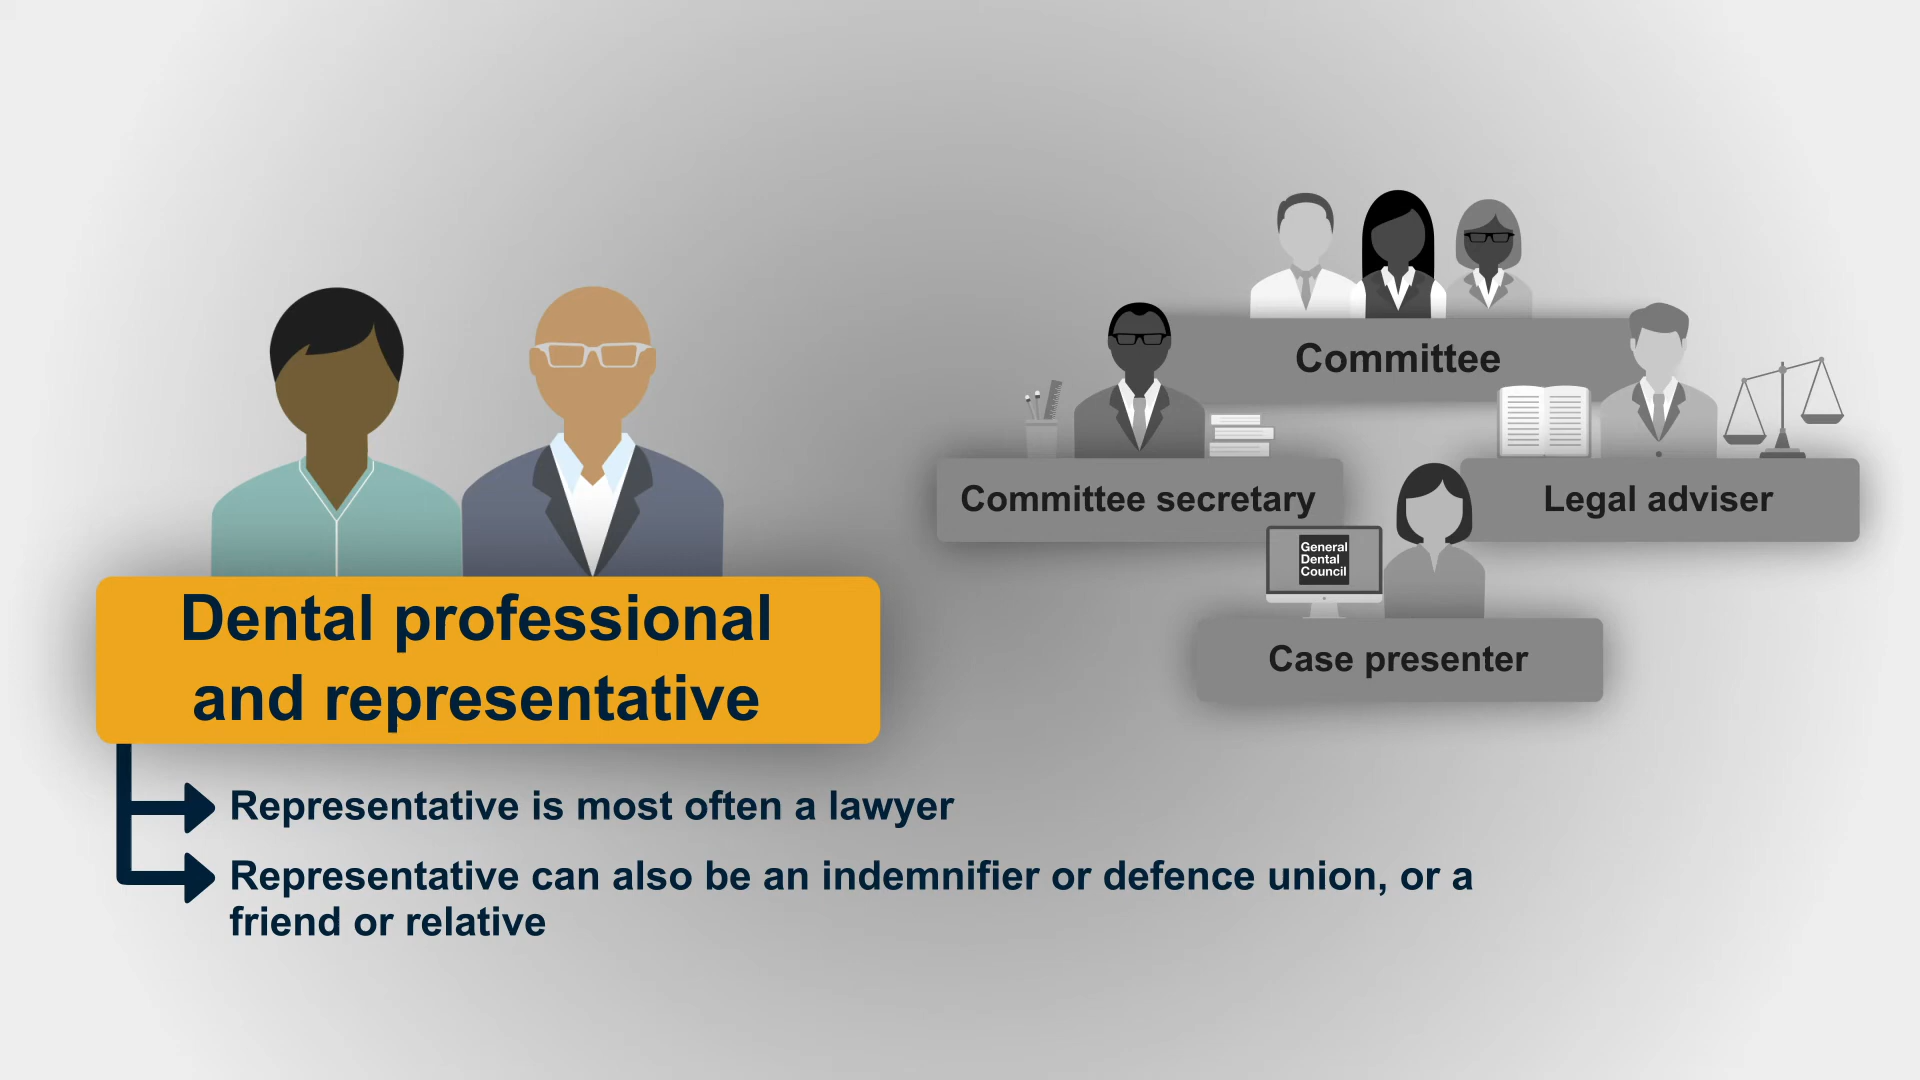 Committee
Committee secretary
Legal adviser
General
Dental
Council
Case presenter
Dental professional
and representative
Representative is most often a lawyer
Representative can also be an indemnifier or defence union, or a
friend or relative